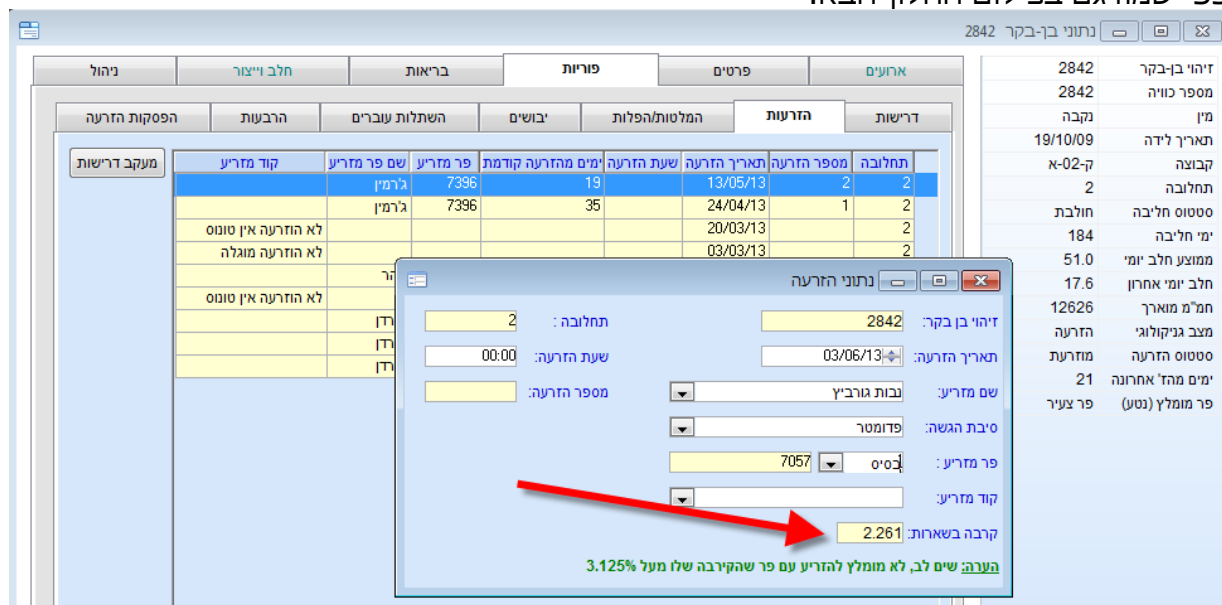 נתוני בן-בקר 2842
זיהוי בן-בקר 2842
מספר כוויה 2842
מין נקבה
תאריך לידה 19/10/09
קבוצה ק-02-א
תחלובה 2
סטטוס חליבה חולבת
ימי חליבה 184
ממוצע חלב יומי 51.0
חלב יומי אחרון 17.6
חמ"מ מוארך 12626
מצב גניקולוגי הזרעה
סטטוס הזרעה מוזרעת
ימים מהז' אחרונה 21
פר מומלץ (נטע) פר צעיר
ארועים פרטים פוריות בריאות חלב וייצור ניהול
דרישות הזרעות המלטות/הפלות יבושים השתלות עוברים הרבעות הפסקות הזרעה
מעקב דרישות
תחלובה מספר הזרעה תאריך הזרעה שעת הזרעה ימים מהזרעה קודמת פר מזריע שם פר מזריע קוד מזריע
2 2 13/05/13 19 7396 ג'רמין
2 1 24/04/13 35 7396 ג'רמין
2 20/03/13 לא הוזרעה אין טונוס
2 03/03/13 לא הוזרעה מוגלה
לא הוזרעה אין טונוס
נתוני הזרעה
זיהוי בן בקר: 2842 תחלובה : 2
תאריך הזרעה: 03/06/13 שעת הזרעה: 00:00
שם מזריע: נבות גורביץ מספר הזרעה:
סיבת הגשה: פדומטר
פר מזריע : בסיס 7057
קוד מזריע:
קרבה בשארות: 2.261
הערה: שים לב, לא מומלץ להזריע עם פר שהקירבה שלו מעל 3.125%